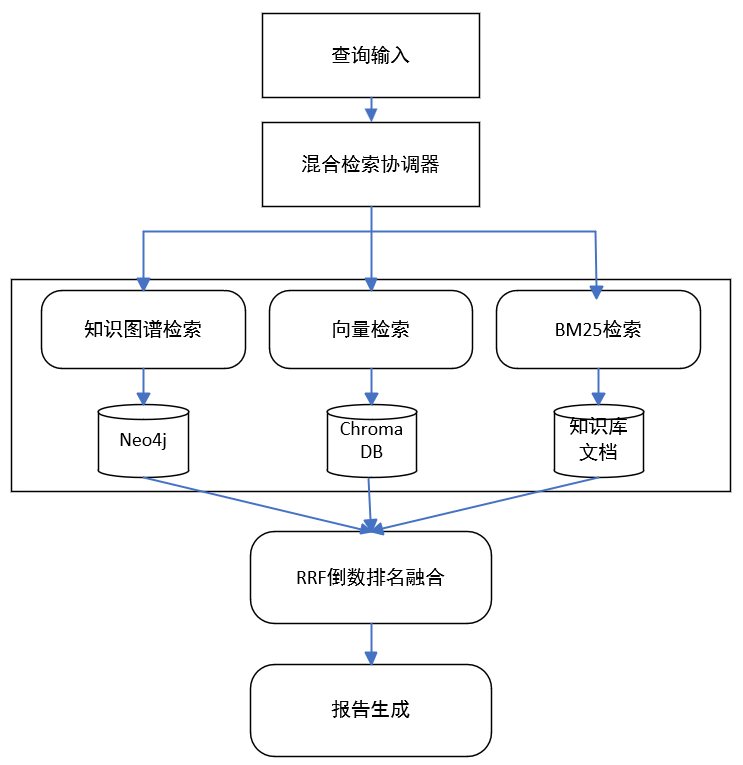 查询输入
混合检索协调器
知识图谱检索
向量检索
BM25检索
Neo4j
Chroma
DB
知识库
文档
RRF倒数排名融合
报告生成